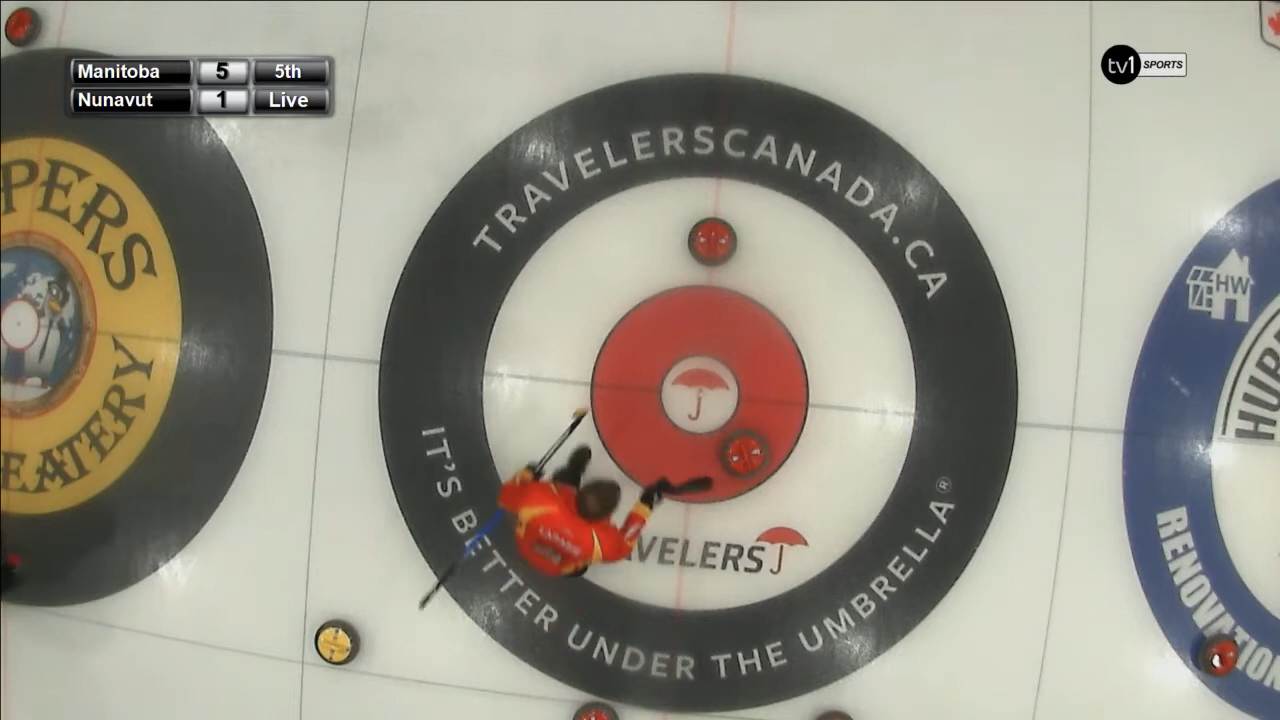 Manitoba 5 5th
Nunavut 1 Live
tv1 SPORTS
TRAVELERSCANADA.CA
PERS
EATERY
HW
RENOVATION
IT'S BETTER UNDER THE UMBRELLA®